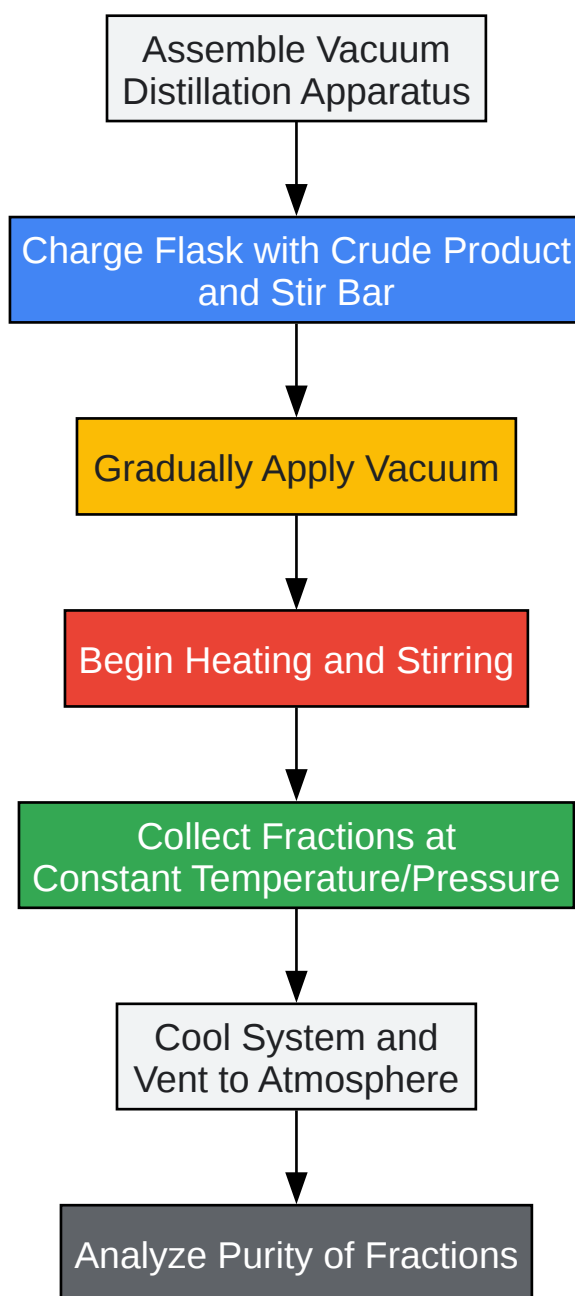 Assemble Vacuum
Distillation Apparatus
Charge Flask with Crude Product
and Stir Bar
Gradually Apply Vacuum
Begin Heating and Stirring
Collect Fractions at
Constant Temperature/Pressure
Cool System and
Vent to Atmosphere
Analyze Purity of Fractions